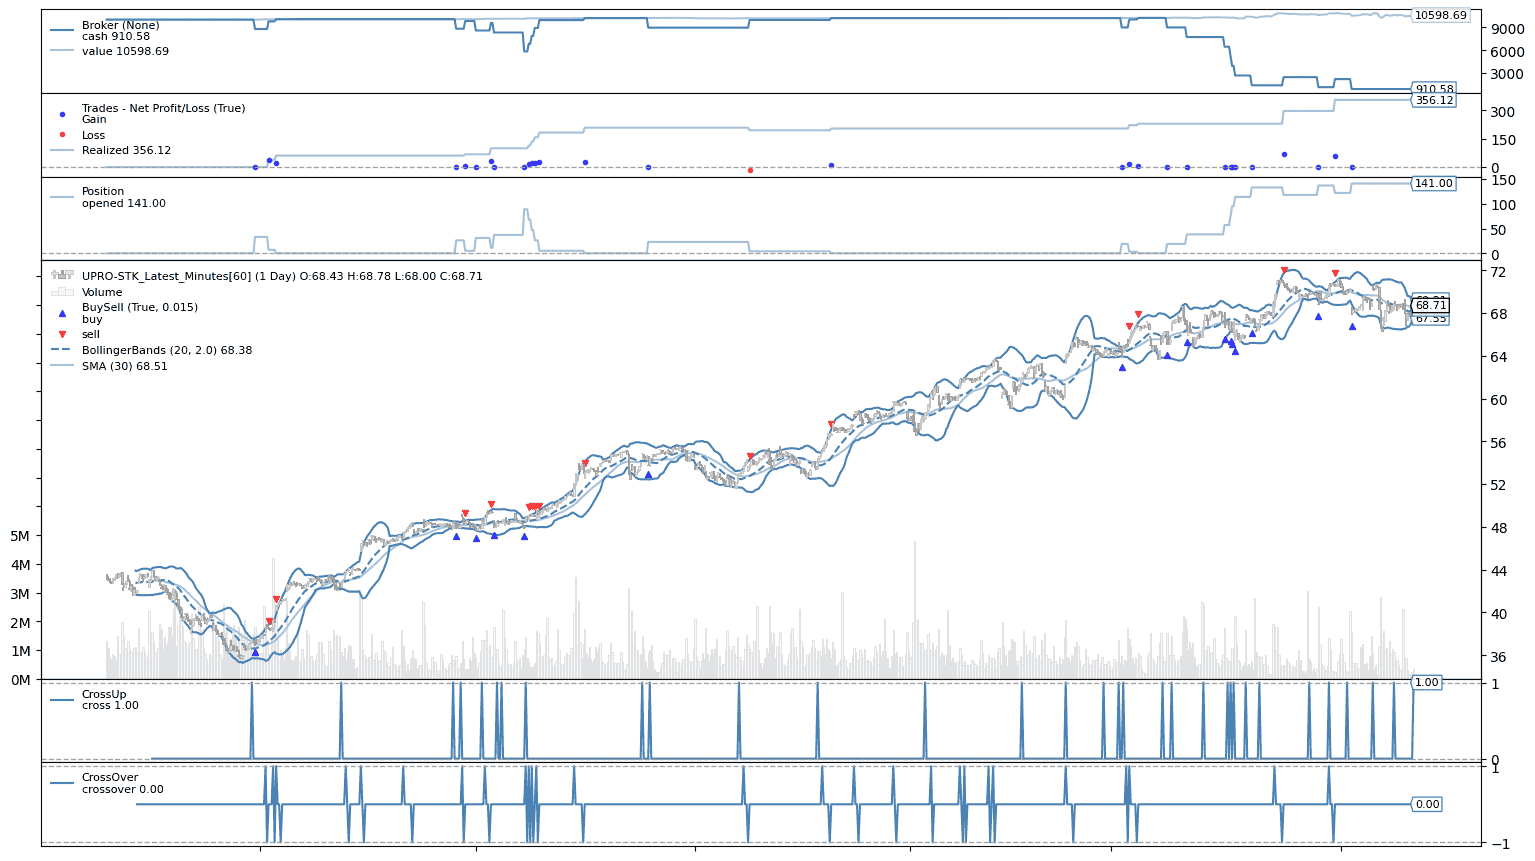 Broker (None)
cash 910.58
value 10598.69
10598.69
9000
6000
3000
910.58
Trades - Net Profit/Loss (True)
Gain
Loss
Realized 356.12
356.12
300
150
0
Position
opened 141.00
150
141.00
100
50
0
UPRO-STK_Latest_Minutes[60] (1 Day) O:68.43 H:68.78 L:68.00 C:68.71
Volume
BuySell (True, 0.015)
buy
sell
BollingerBands (20, 2.0) 68.38
SMA (30) 68.51
72
68.71
68
67.55
64
60
56
52
48
44
40
36
5M
4M
3M
2M
1M
0M
CrossUp
cross 1.00
1.00
1
0
CrossOver
crossover 0.00
1
0.00
−1